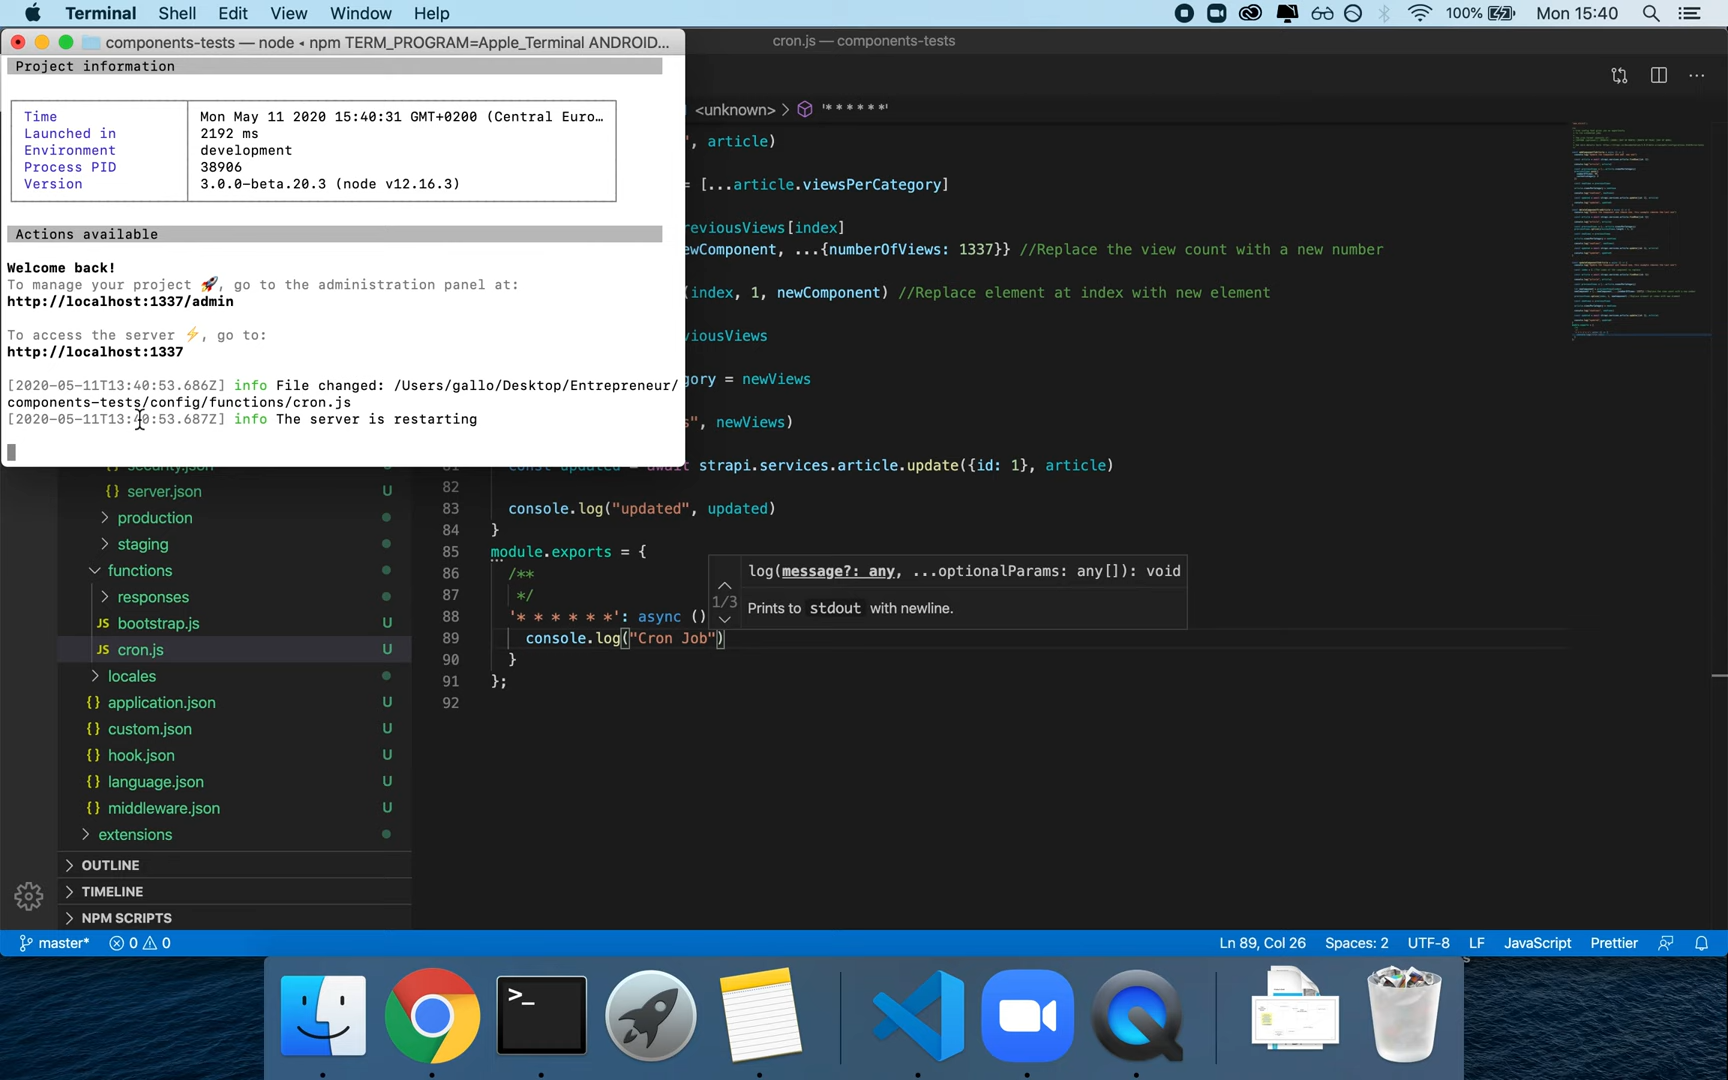 Terminal Shell Edit View Window Help
100% Mon 15:40
components-tests — node ◂ npm TERM_PROGRAM=Apple_Terminal ANDROID...
cron.js — components-tests
Project information
Time Mon May 11 2020 15:40:31 GMT+0200 (Central Euro…
Launched in 2192 ms
Environment development
Process PID 38906
Version 3.0.0-beta.20.3 (node v12.16.3)
Actions available
Welcome back!
To manage your project 🚀, go to the administration panel at:
http://localhost:1337/admin
To access the server ⚡, go to:
http://localhost:1337
[2020-05-11T13:40:53.686Z] info File changed: /Users/gallo/Desktop/Entrepreneur/
components-tests/config/functions/cron.js
[2020-05-11T13:40:53.687Z] info The server is restarting
<unknown> > '* * * * * *'
", article)
= [...article.viewsPerCategory]
reviousViews[index]
ewComponent, ...{numberOfViews: 1337}} //Replace the view count with a new number
(index, 1, newComponent) //Replace element at index with new element
viousViews
gory = newViews
s", newViews)
const updated = await strapi.services.article.update({id: 1}, article)
82
83 console.log("updated", updated)
84 }
85 module.exports = {
86 /**
87 */
88 '* * * * * *': async ()
89 console.log("Cron Job")
90 }
91 };
92
log(message?: any, ...optionalParams: any[]): void
1/3 Prints to stdout with newline.
{} security.json
{} server.json U
> production
> staging
functions
> responses
JS bootstrap.js U
JS cron.js U
> locales
{} application.json U
{} custom.json U
{} hook.json U
{} language.json U
{} middleware.json U
> extensions
> OUTLINE
> TIMELINE
> NPM SCRIPTS
master* 0 0
Ln 89, Col 26 Spaces: 2 UTF-8 LF JavaScript Prettier